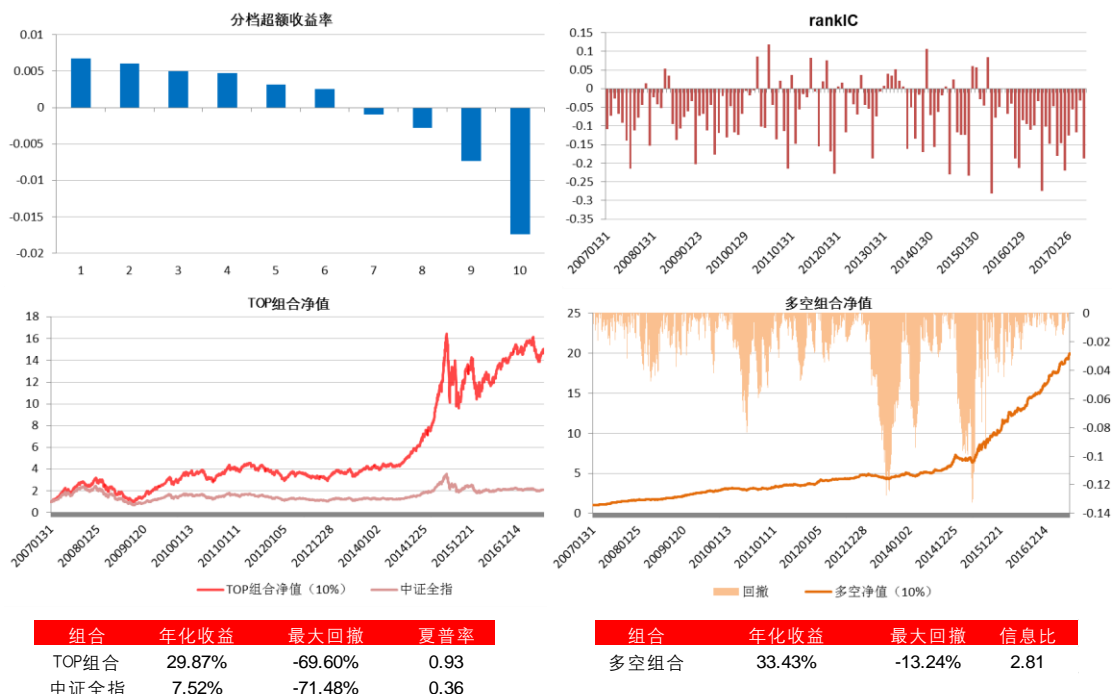 分档超额收益率
0.01
0.005
0
-0.005
-0.01
-0.015
-0.02
1 2 3 4 5 6 7 8 9 10
rankIC
0.15
0.1
0.05
0
-0.05
-0.1
-0.15
-0.2
-0.25
-0.3
-0.35
20070131 20080131 20090123 20100129 20110131 20120131 20130131 20140130 20150130 20160129 20170126
TOP组合净值
18
16
14
12
10
8
6
4
2
0
20070131 20080125 20090120 20100113 20110111 20120105 20121228 20140102 20141225 20151221 20161214
TOP组合净值（10%） 中证全指
多空组合净值
25
20
15
10
5
0
0
-0.02
-0.04
-0.06
-0.08
-0.1
-0.12
-0.14
20070131 20080125 20090120 20100113 20110111 20120105 20121228 20140102 20141225 20151221 20161214
回撤 多空净值（10%）
组合 年化收益 最大回撤 夏普率
TOP组合 29.87% -69.60% 0.93
中证全指 7.52% -71.48% 0.36
组合 年化收益 最大回撤 信息比
多空组合 33.43% -13.24% 2.81